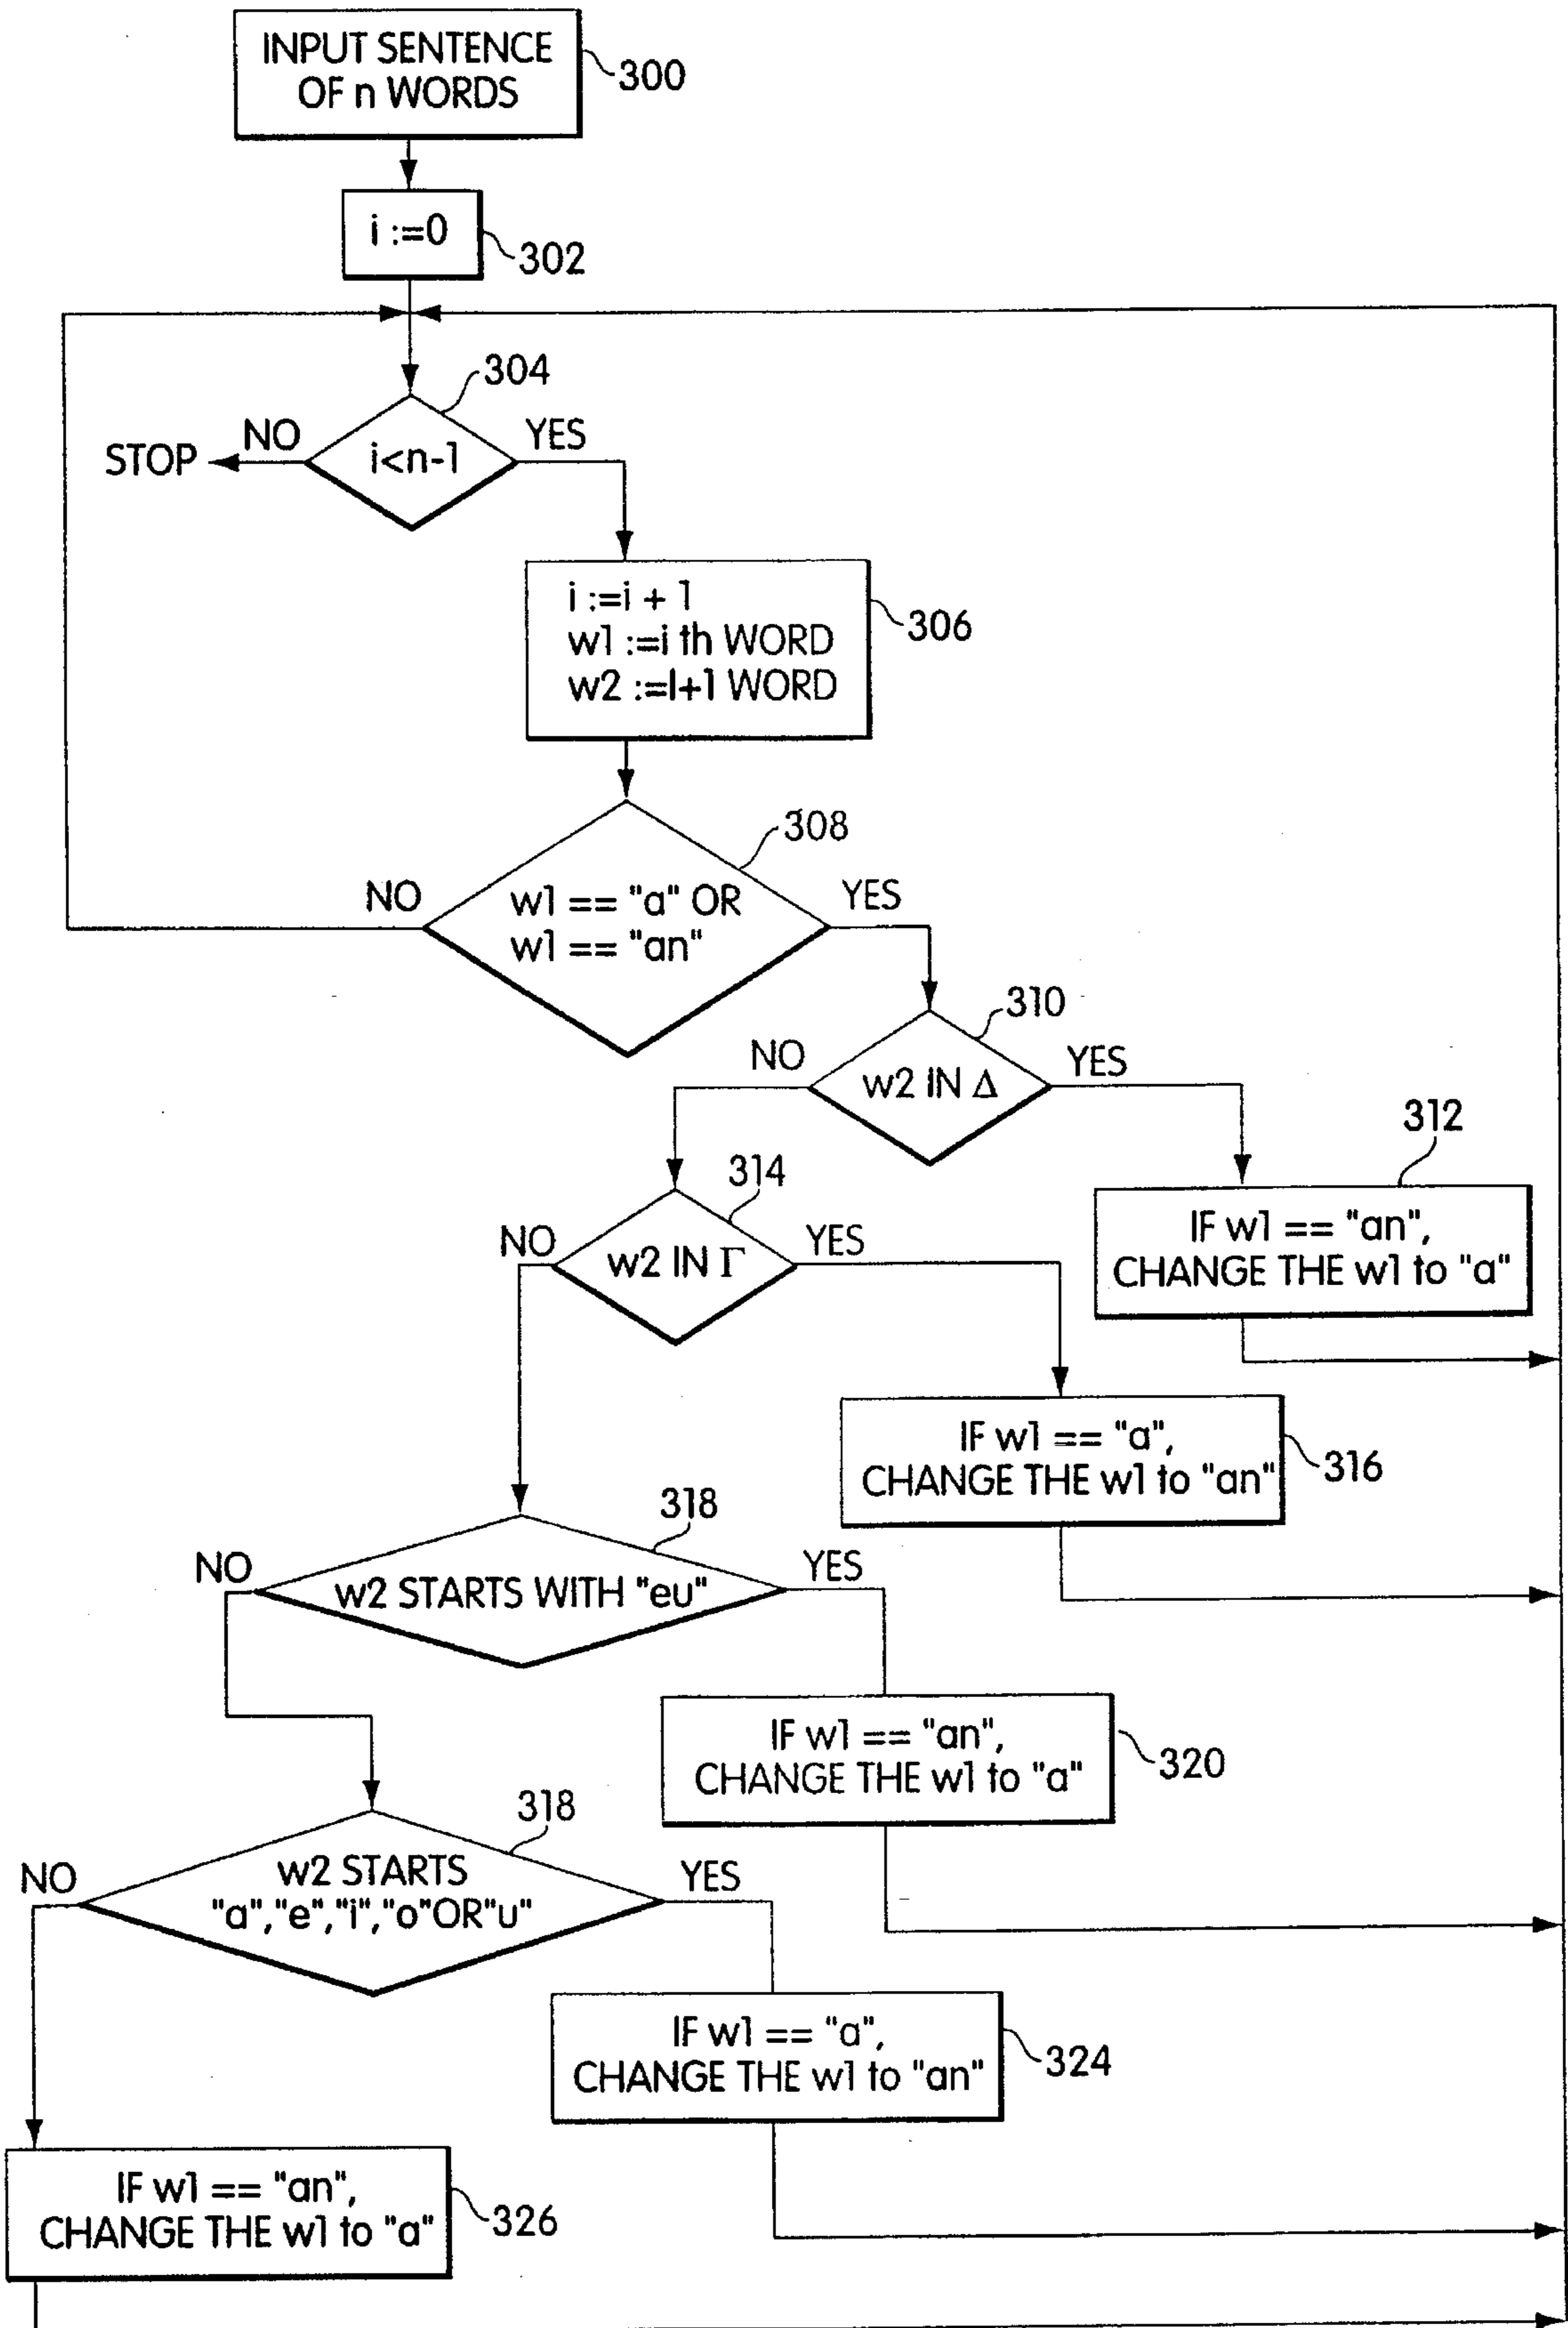 INPUT SENTENCE
OF n WORDS
300
i :=0
302
304
NO
YES
STOP
i<n-1
i :=i + 1
w1 :=i th WORD
w2 :=I+1 WORD
306
308
NO
YES
w1 == "a" OR
w1 == "an"
310
NO
YES
w2 IN Δ
312
IF w1 == "an",
CHANGE THE w1 to "a"
314
NO
YES
w2 IN Γ
IF w1 == "a",
CHANGE THE w1 to "an"
316
318
NO
YES
w2 STARTS WITH "eu"
IF w1 == "an",
CHANGE THE w1 to "a"
320
318
NO
YES
w2 STARTS
"a","e","i","o"OR"u"
IF w1 == "a",
CHANGE THE w1 to "an"
324
IF w1 == "an",
CHANGE THE w1 to "a"
326